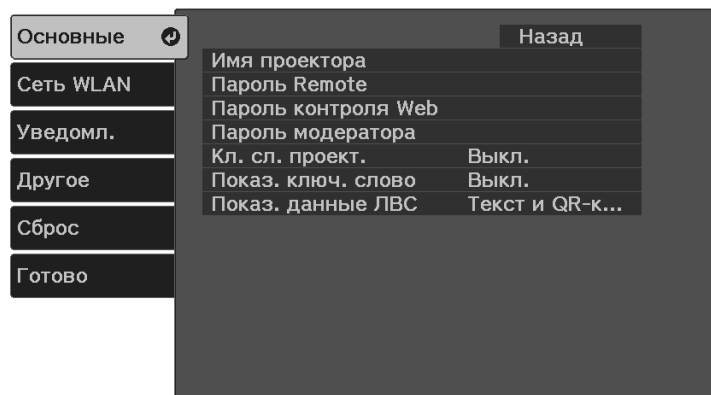 Основные
Сеть WLAN
Уведомл.
Другое
Сброс
Готово
Назад
Имя проектора
Пароль Remote
Пароль контроля Web
Пароль модератора
Кл. сл. проект. Выкл.
Показ. ключ. слово Выкл.
Показ. данные ЛВС Текст и QR-к...